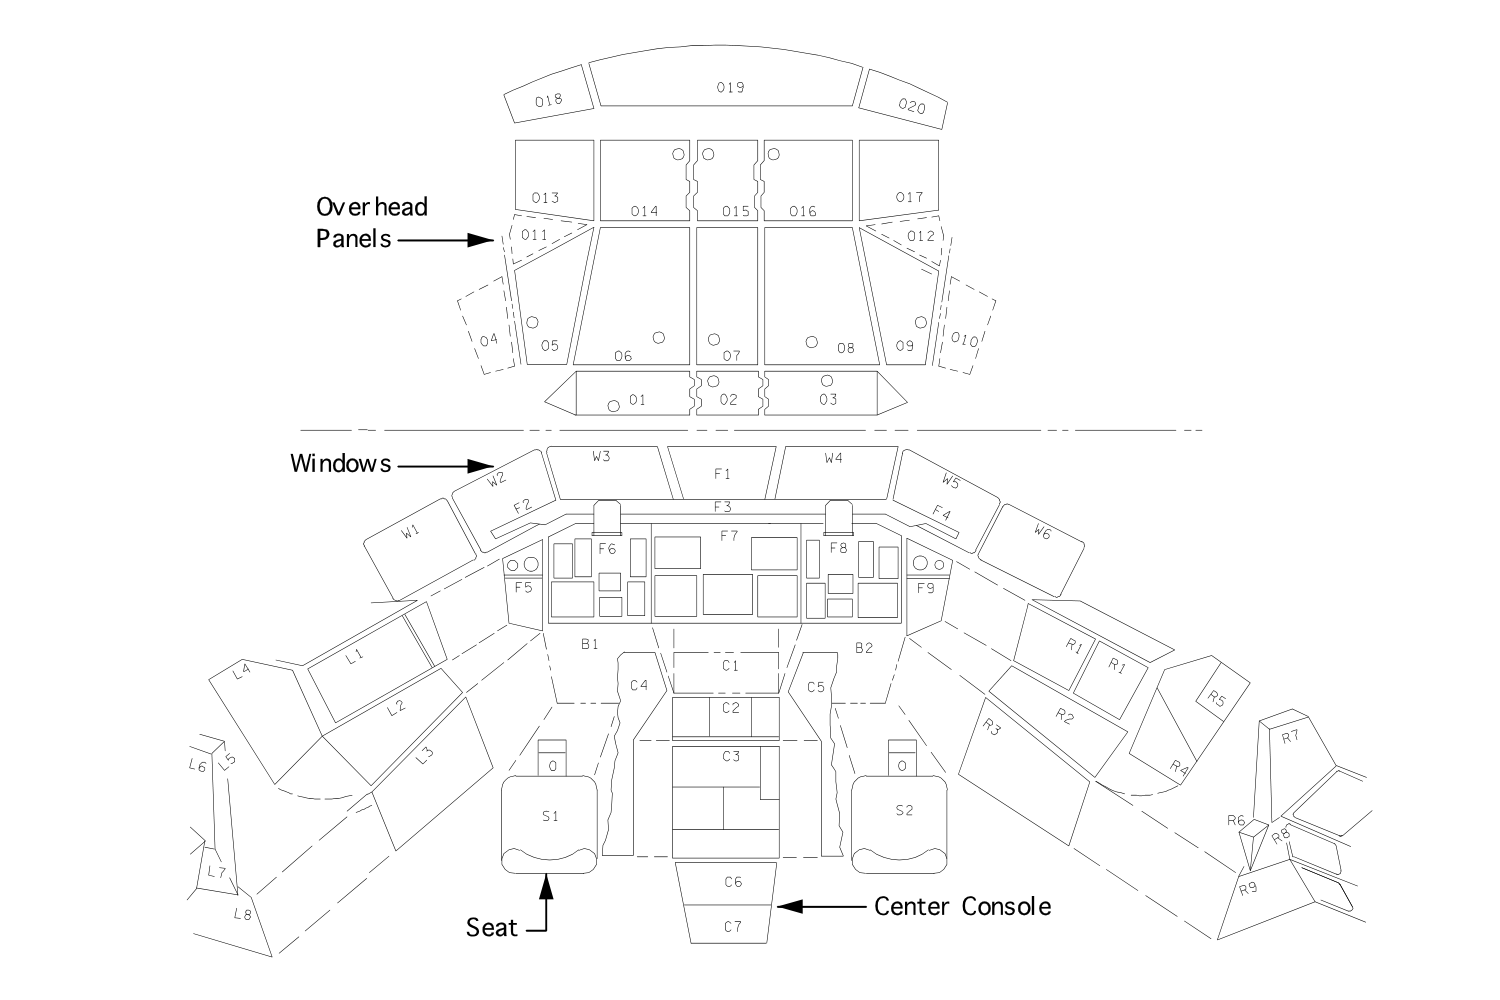 O18 O19 O20
O13 O14 O15 O16 O17
Overhead
Panels
O11 O12
O4 O5 O6 O7 O8 O9 O10
O1 O2 O3
Windows
W1 W2 W3 F1 W4 W5 W6
F2 F3 F4
F5 F6 F7 F8 F9
B1 B2
L4 L1 C4 C1 C5 R1 R1
L2 C2 R2 R5
L6 L5 L3 C3 R3 R4 R7
O O
S1 S2
R6 R8
L7 C6 R9
L8 C7
Center Console
Seat